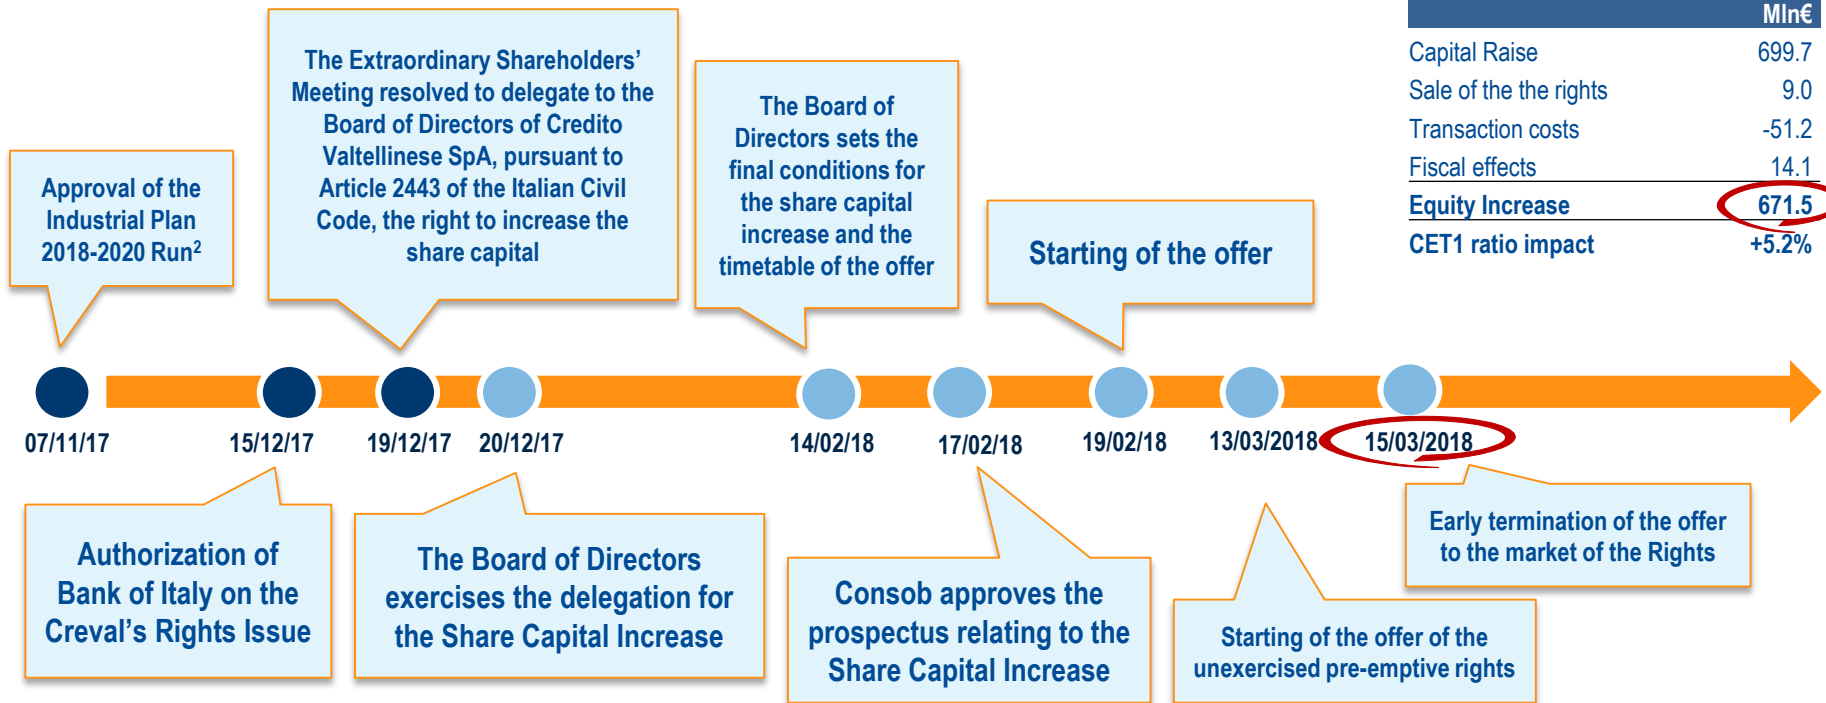 Mln€
Capital Raise 699.7
Sale of the the rights 9.0
Transaction costs -51.2
Fiscal effects 14.1
Equity Increase 671.5
CET1 ratio impact +5.2%
Approval of the
Industrial Plan
2018-2020 Run²
The Extraordinary Shareholders’
Meeting resolved to delegate to the
Board of Directors of Credito
Valtellinese SpA, pursuant to
Article 2443 of the Italian Civil
Code, the right to increase the
share capital
The Board of
Directors sets the
final conditions for
the share capital
increase and the
timetable of the offer
Starting of the offer
07/11/17 15/12/17 19/12/17 20/12/17 14/02/18 17/02/18 19/02/18 13/03/2018 15/03/2018
Authorization of
Bank of Italy on the
Creval’s Rights Issue
The Board of Directors
exercises the delegation for
the Share Capital Increase
Consob approves the
prospectus relating to the
Share Capital Increase
Starting of the offer of the
unexercised pre-emptive rights
Early termination of the offer
to the market of the Rights